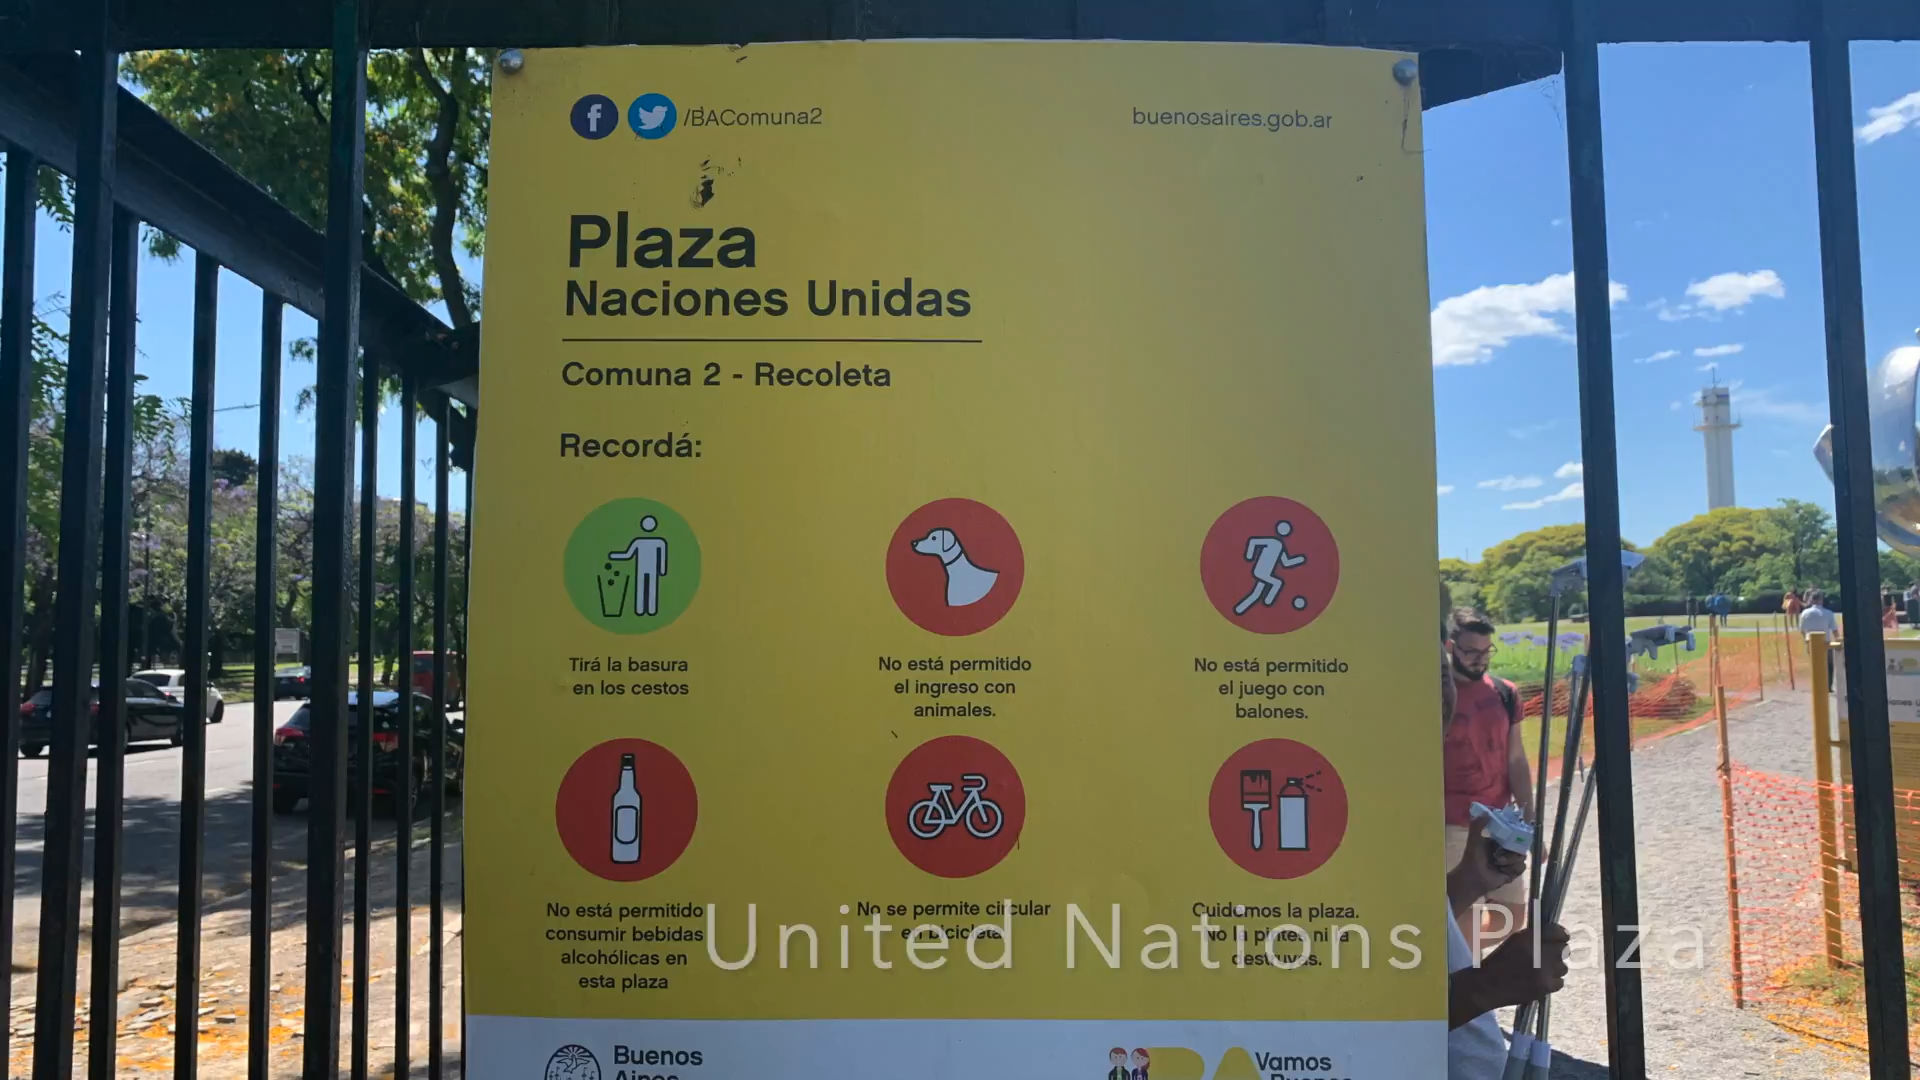 /BAComuna2
buenosaires.gob.ar
Plaza
Naciones Unidas
Comuna 2 - Recoleta
Recordá:
Tirá la basura
en los cestos
No está permitido
el ingreso con
animales.
No está permitido
el juego con
balones.
No está permitido
consumir bebidas
alcohólicas en
esta plaza
No se permite circular
en bicicleta.
Cuidemos la plaza.
No la pintes ni la
destruyas.
United Nations Plaza
Buenos
Aires
Vamos
Buenos